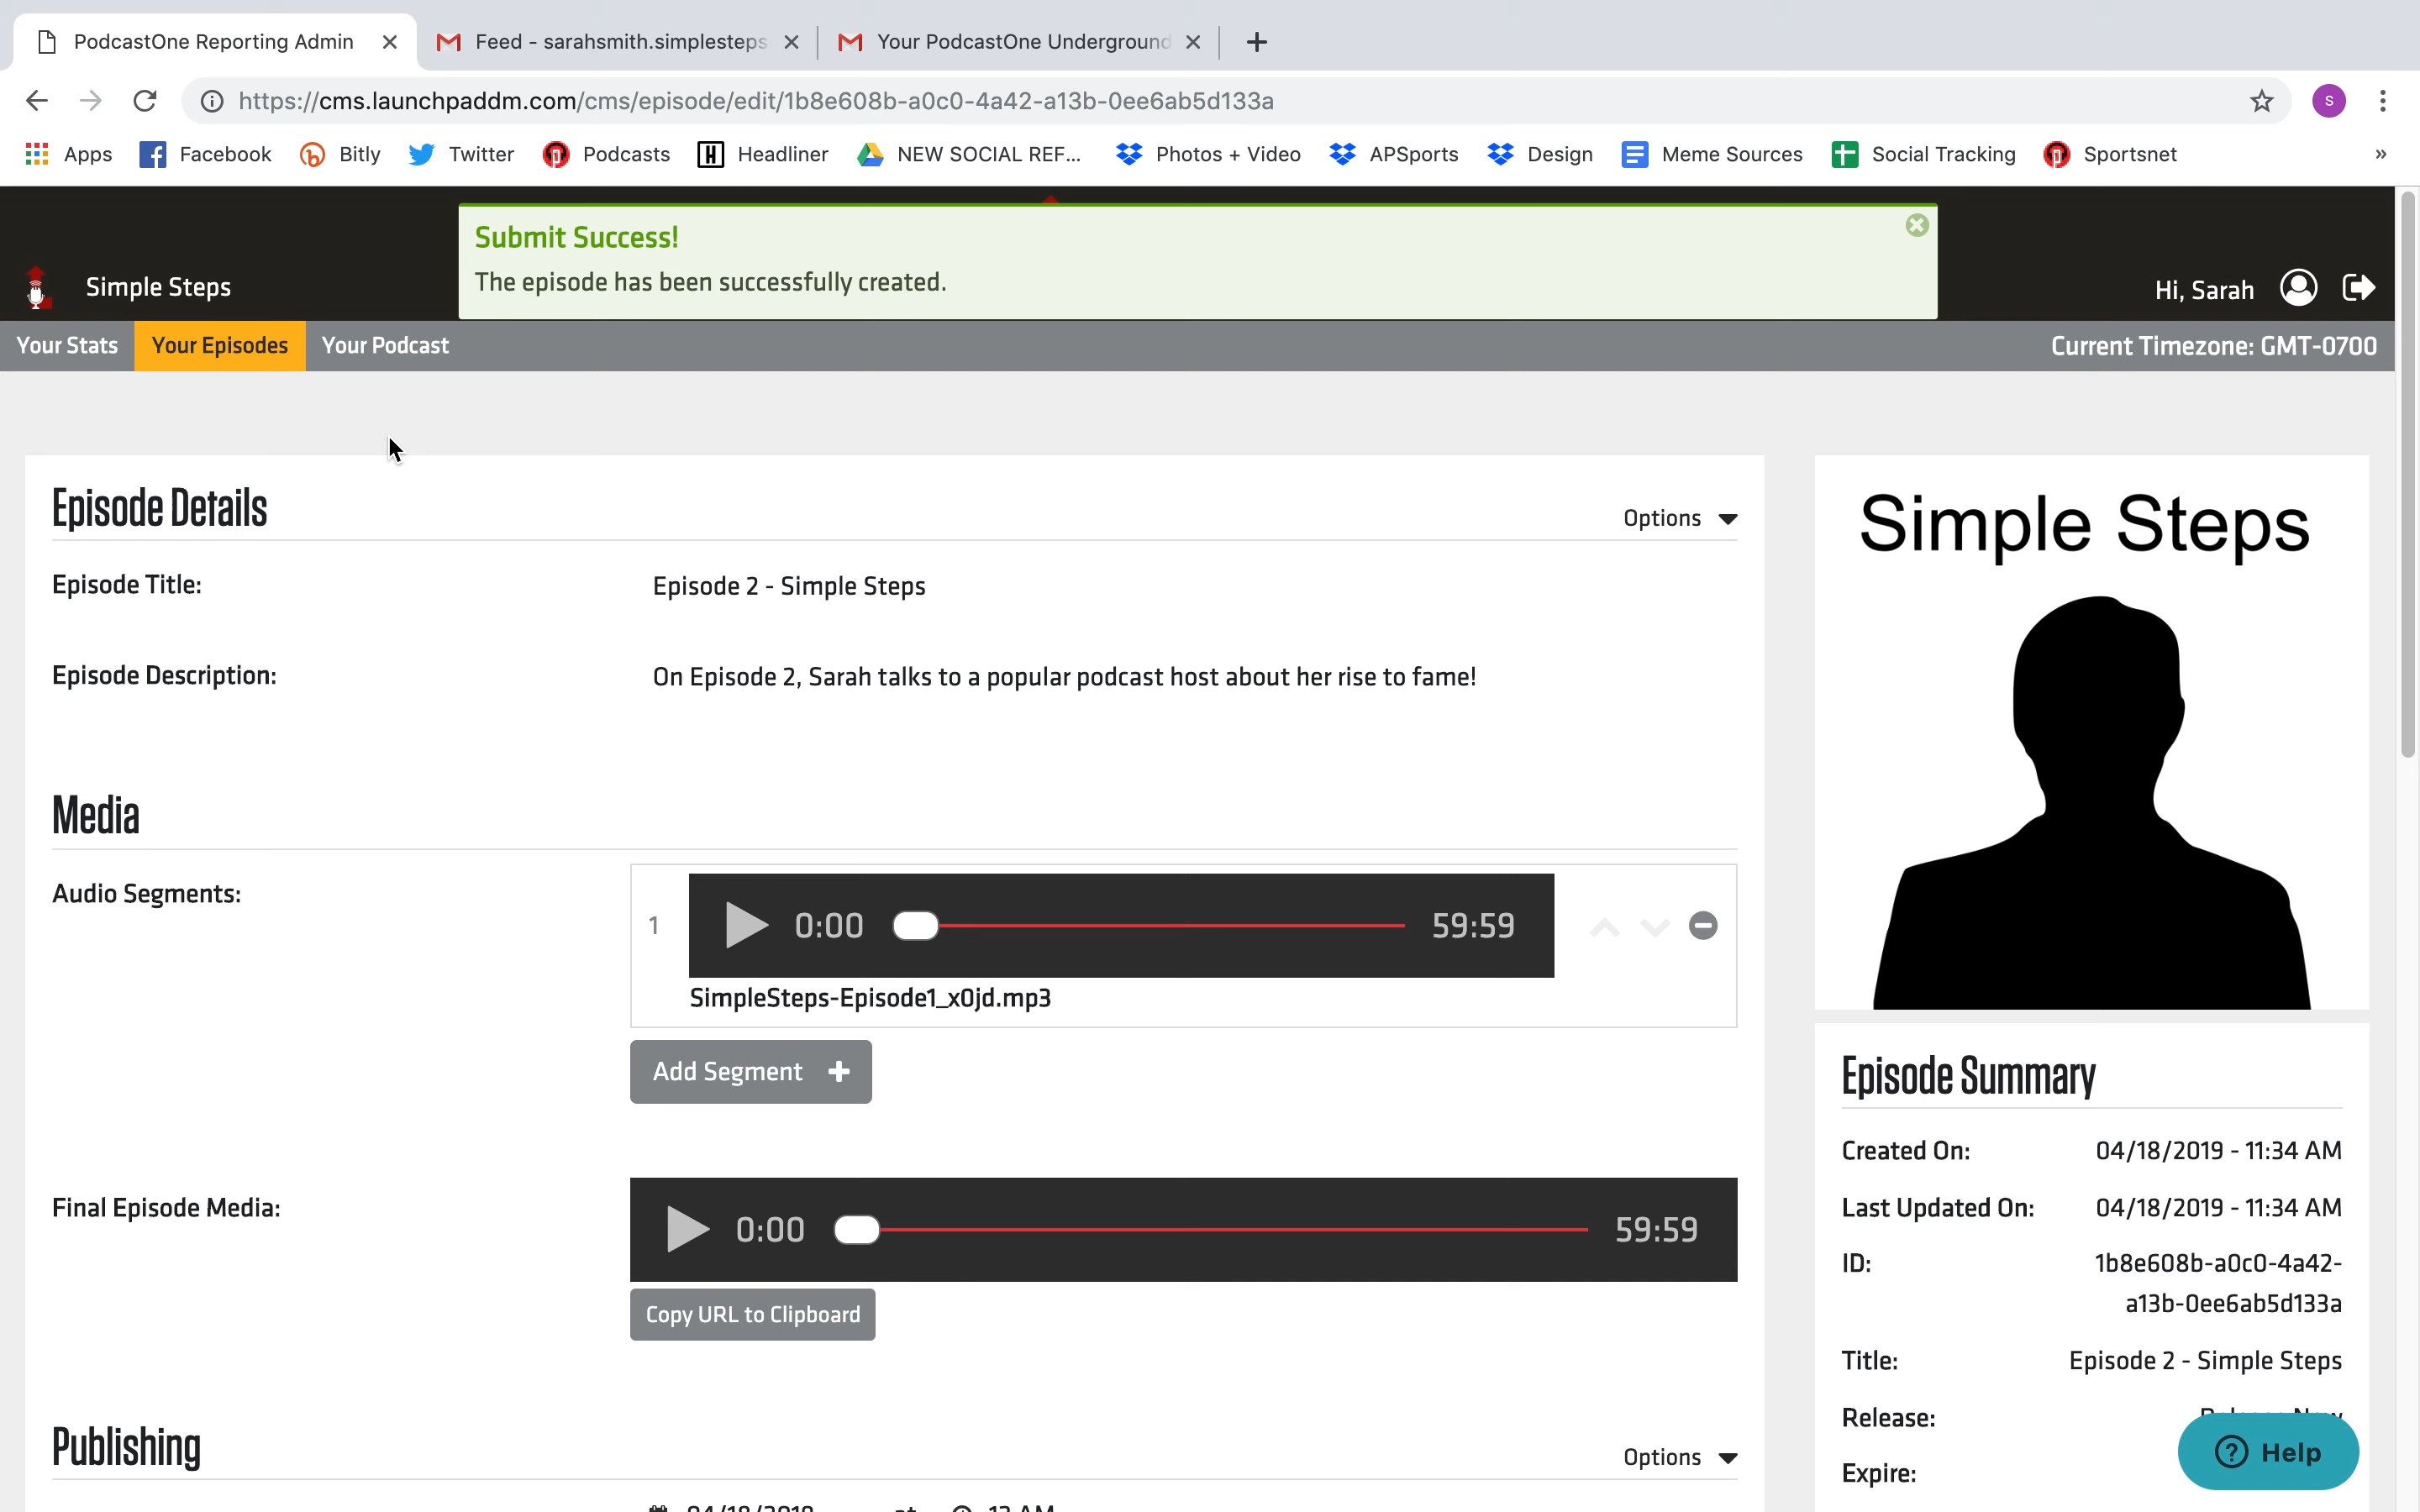 PodcastOne Reporting Admin
Feed - sarahsmith.simplesteps
Your PodcastOne Underground
https://cms.launchpaddm.com/cms/episode/edit/1b8e608b-a0c0-4a42-a13b-0ee6ab5d133a
S
Apps
Facebook
Bitly
Twitter
Podcasts
Headliner
NEW SOCIAL REF...
Photos + Video
APSports
Design
Meme Sources
Social Tracking
Sportsnet
»
Submit Success!
The episode has been successfully created.
Simple Steps
Hi, Sarah
Your Stats
Your Episodes
Your Podcast
Current Timezone: GMT-0700
Episode Details
Options
Episode Title:
Episode 2 - Simple Steps
Episode Description:
On Episode 2, Sarah talks to a popular podcast host about her rise to fame!
Media
Audio Segments:
1
0:00
59:59
SimpleSteps-Episode1_x0jd.mp3
Add Segment +
Final Episode Media:
0:00
59:59
Copy URL to Clipboard
Publishing
Options
Simple Steps
Episode Summary
Created On:
04/18/2019 - 11:34 AM
Last Updated On:
04/18/2019 - 11:34 AM
ID:
1b8e608b-a0c0-4a42-
a13b-0ee6ab5d133a
Title:
Episode 2 - Simple Steps
Release:
Expire:
Help